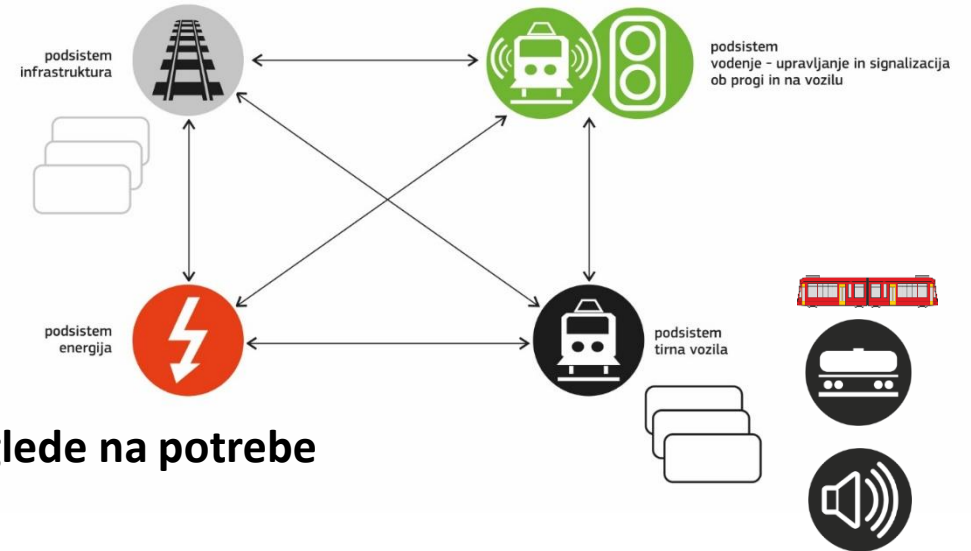 podsistem
infrastruktura
podsistem
vodenje - upravljanje in signalizacija
ob progi in na vozilu
podsistem
energija
podsistem
tirna vozila
na potrebe